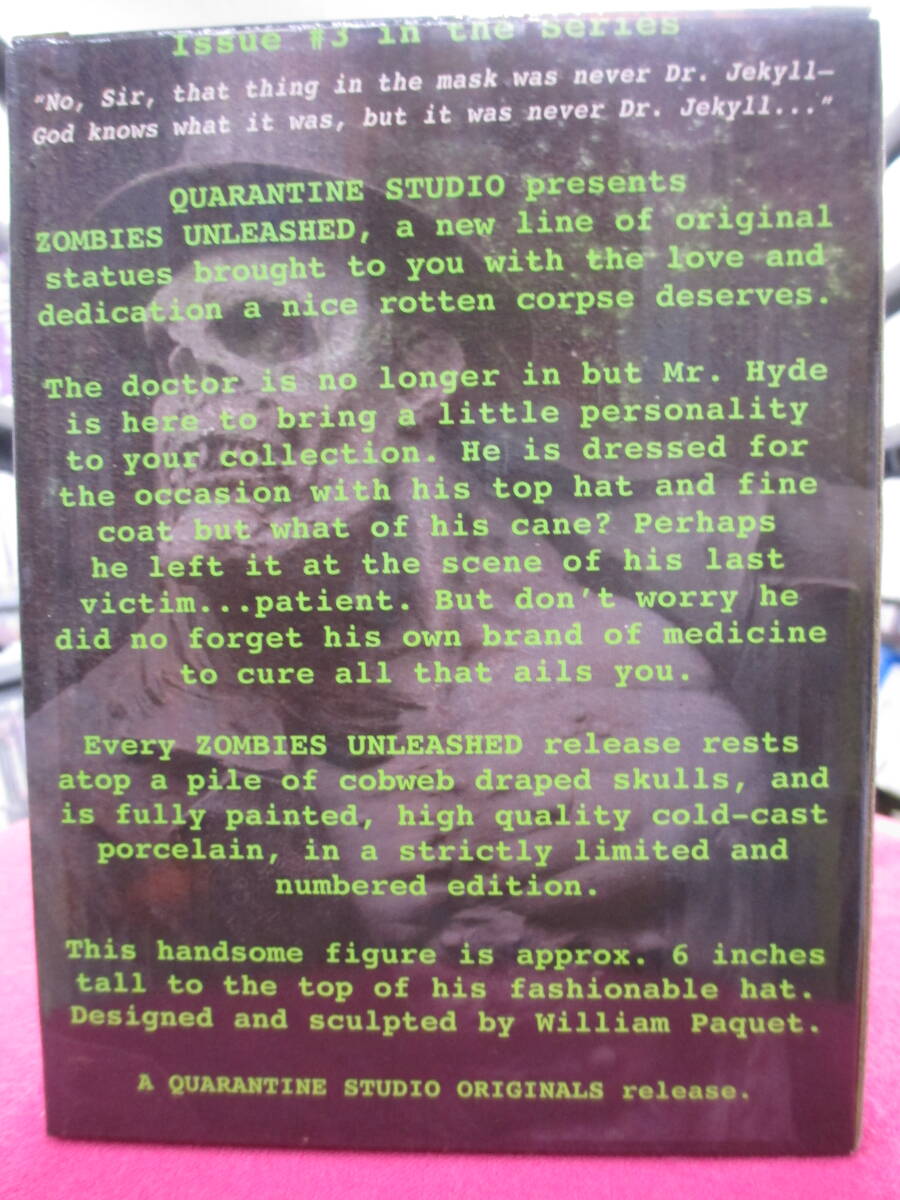 Issue #3 in the Series
"No, Sir, that thing in the mask was never Dr. Jekyll—
God knows what it was, but it was never Dr. Jekyll..."
QUARANTINE STUDIO presents
ZOMBIES UNLEASHED, a new line of original
statues brought to you with the love and
dedication a nice rotten corpse deserves.
The doctor is no longer in but Mr. Hyde
is here to bring a little personality
to your collection. He is dressed for
the occasion with his top hat and fine
coat but what of his cane? Perhaps
he left it at the scene of his last
victim...patient. But don't worry he
did no forget his own brand of medicine
to cure all that ails you.
Every ZOMBIES UNLEASHED release rests
atop a pile of cobweb draped skulls, and
is fully painted, high quality cold-cast
porcelain, in a strictly limited and
numbered edition.
This handsome figure is approx. 6 inches
tall to the top of his fashionable hat.
Designed and sculpted by William Paquet.
A QUARANTINE STUDIO ORIGINALS release.